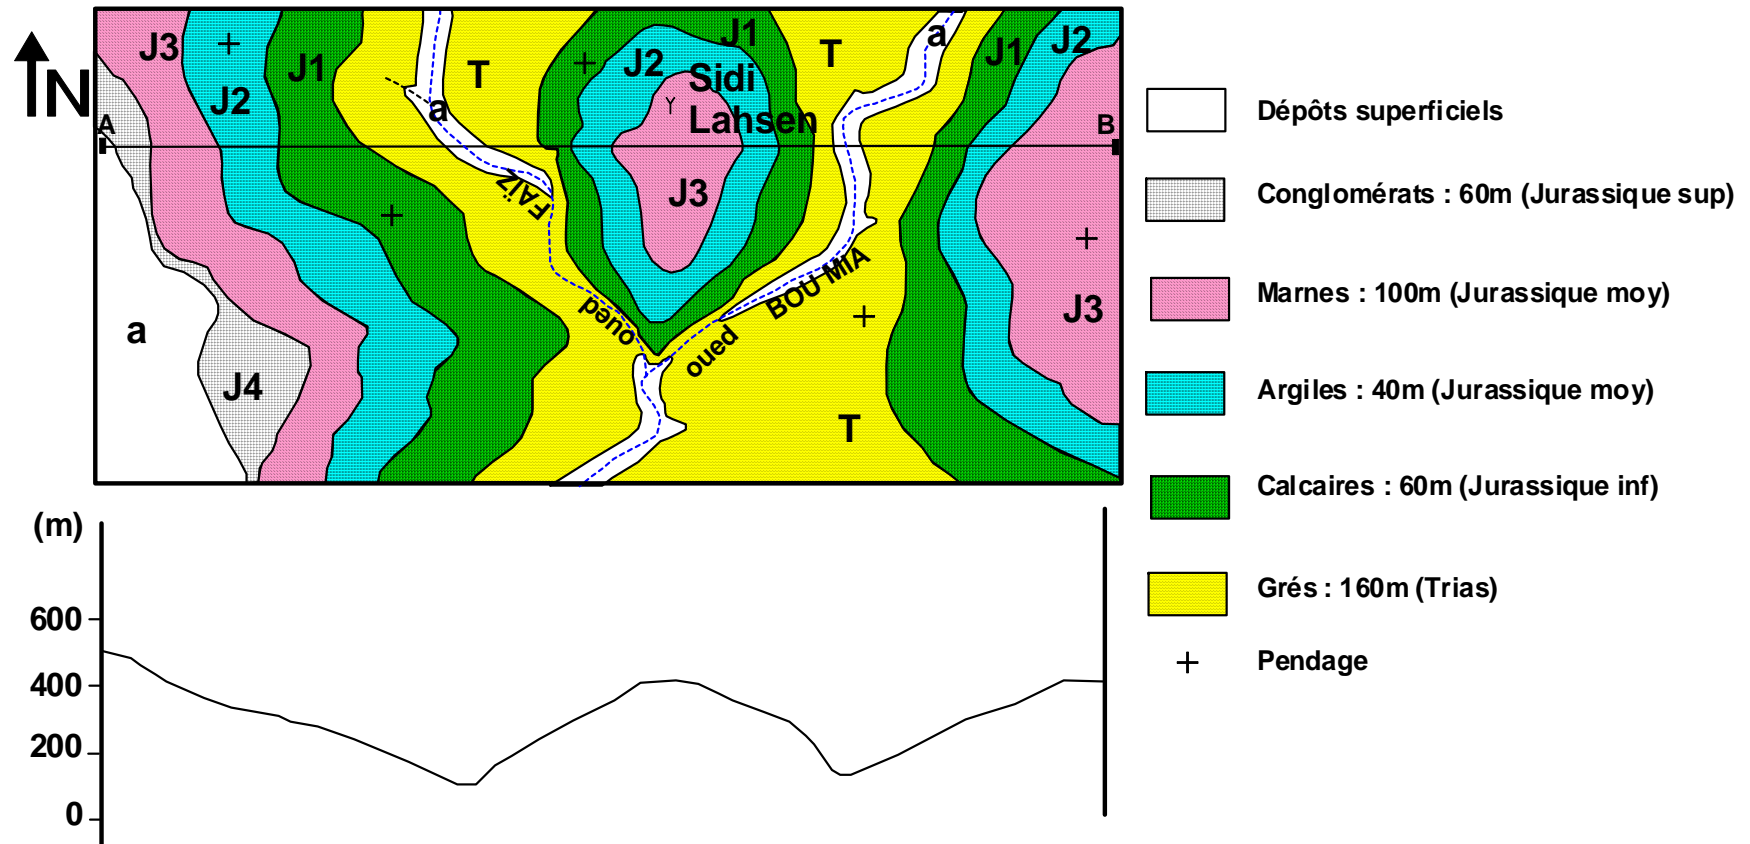 N
J3
J2
J1
T
a
J2
J1
Sidi
Lahsen
J3
T
a
J1
J2
A
B
FAÏZ
oued
BOU MIA
oued
J3
a
J4
T
Dépôts superficiels
Conglomérats : 60m (Jurassique sup)
Marnes : 100m (Jurassique moy)
Argiles : 40m (Jurassique moy)
Calcaires : 60m (Jurassique inf)
Grés : 160m (Trias)
Pendage
(m)
600
400
200
0